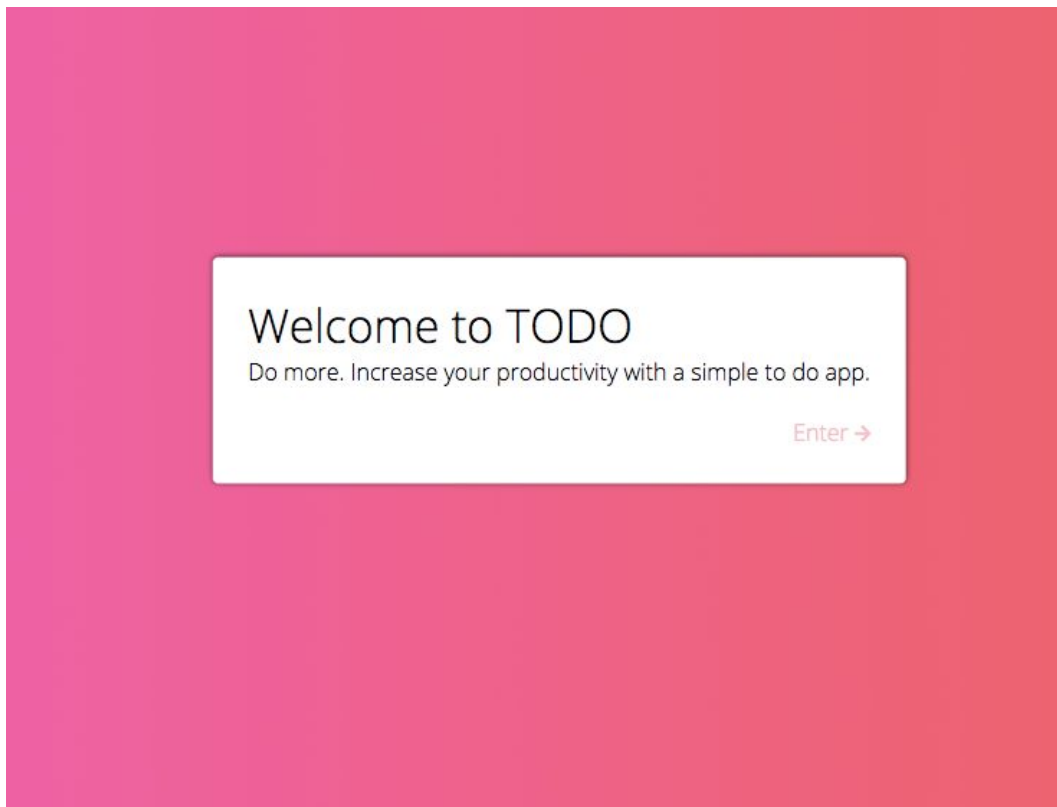 Welcome to TODO
Do more. Increase your productivity with a simple to do app.
Enter →